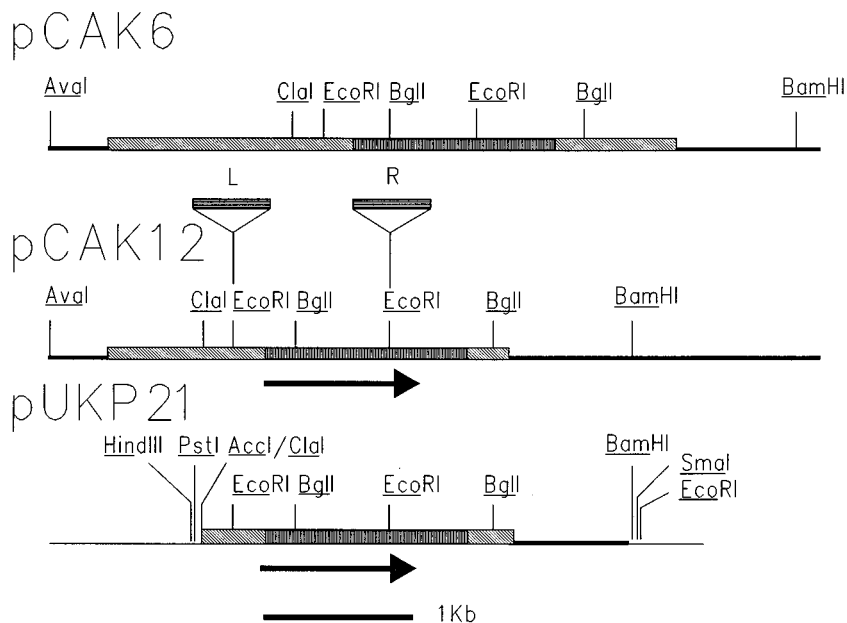 pCAK6
AvaI ClaI EcoRI BglI EcoRI BglI BamHI
L R
pCAK12
AvaI ClaI EcoRI BglI EcoRI BglI BamHI
pUKP21
HindIII PstI AccI/ClaI BamHI
SmaI
EcoRI BglI EcoRI BglI EcoRI
1Kb